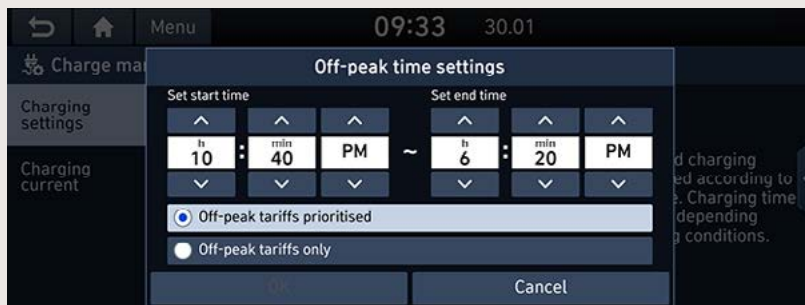 Menu
09:33
30.01
Charge mai
Off-peak time settings
Set start time
Set end time
Charging
settings
h
10 :
min
40
PM
~
h
6 :
min
20
PM
Charging
current
d charging
ed according to
e. Charging time
depending
g conditions.
Off-peak tariffs prioritised
Off-peak tariffs only
Ok
Cancel